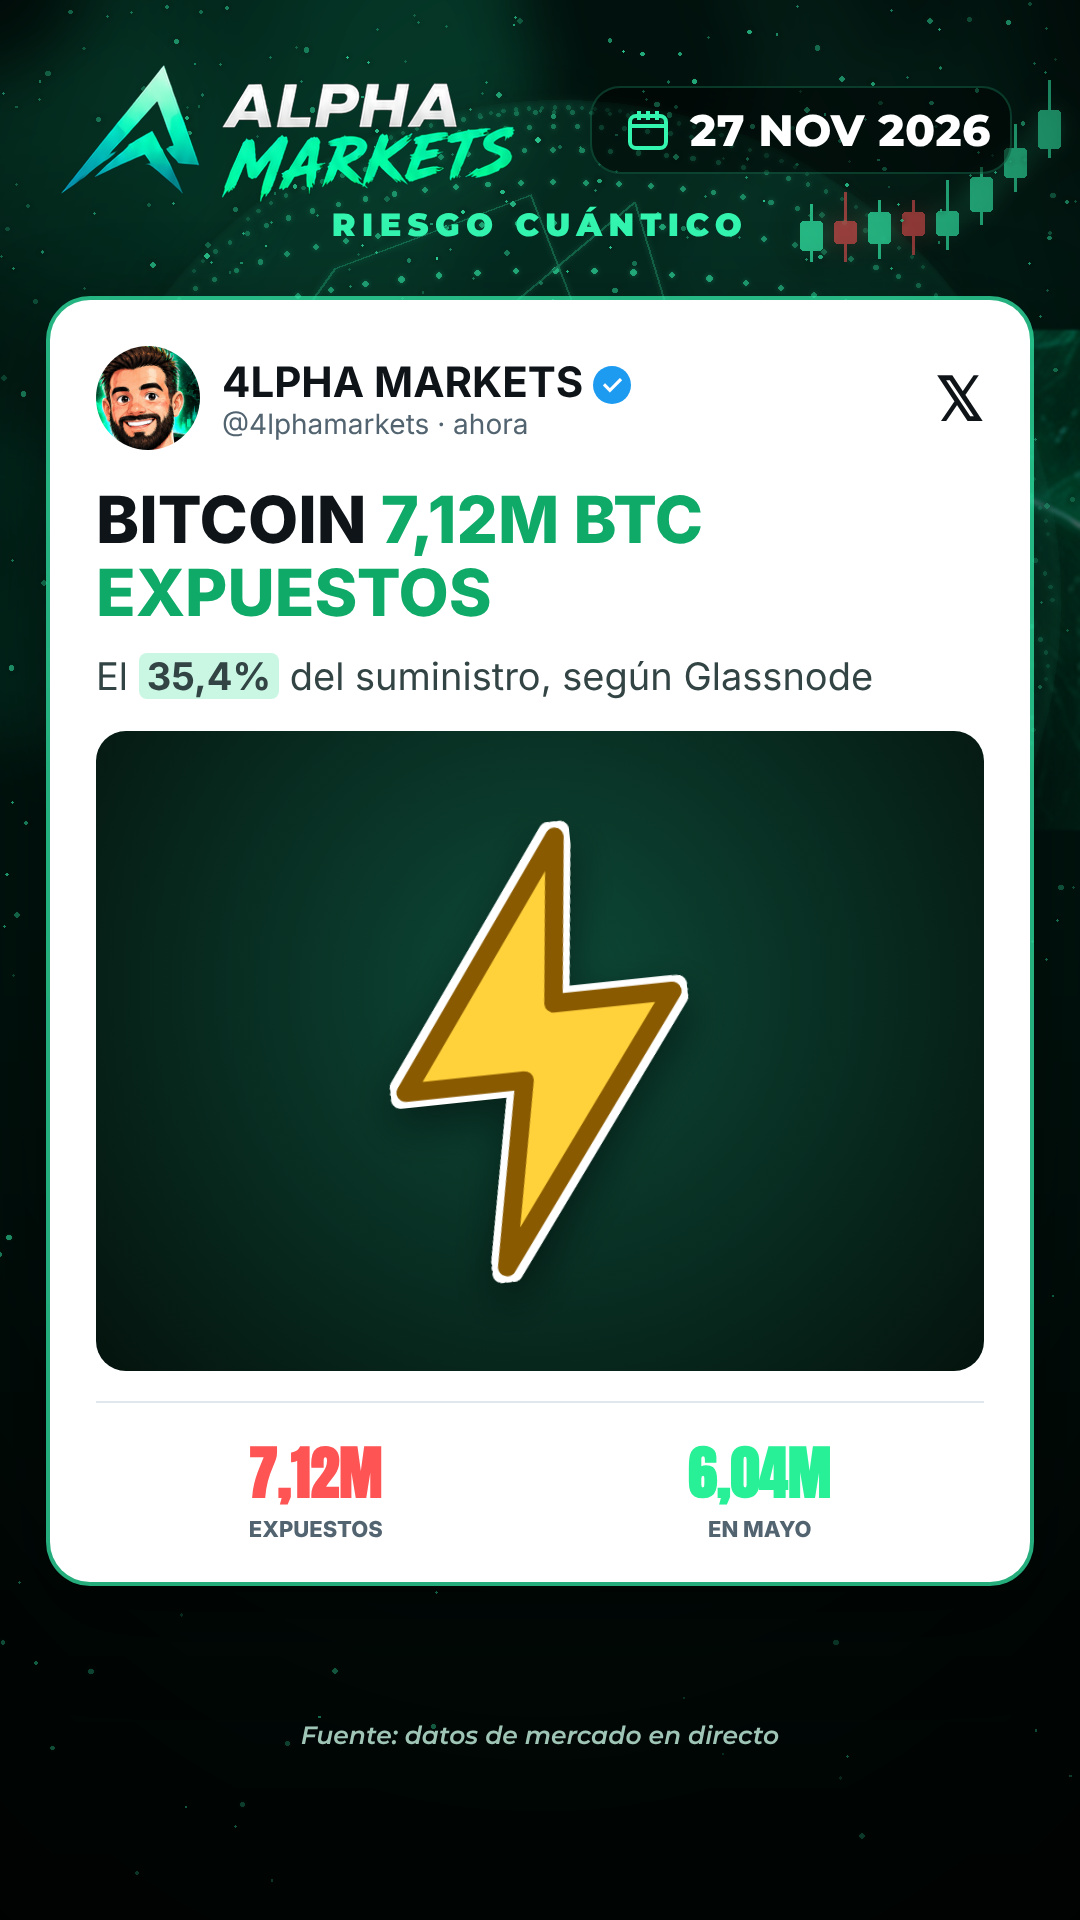 ALPHA
MARKETS
27 NOV 2026
RIESGO CUÁNTICO
4LPHA MARKETS
@4lphamarkets · ahora
X
BITCOIN 7,12M BTC
EXPUESTOS
El 35,4% del suministro, según Glassnode
7,12M
EXPUESTOS
6,04M
EN MAYO
Fuente: datos de mercado en directo